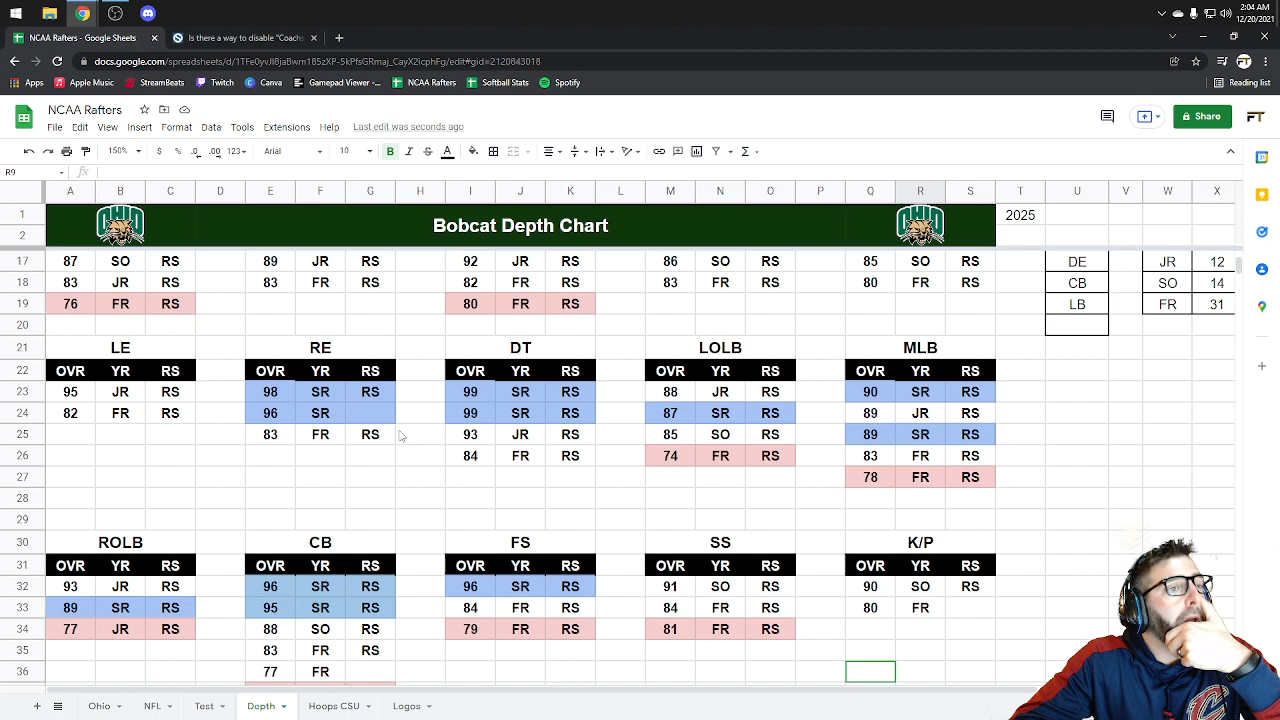 2:04 AM
12/20/2021
NCAA Rafters - Google Sheets
Is there a way to disable "Coach
docs.google.com/spreadsheets/d/
Apps Apple Music StreamBeats Twitch Canva Gamepad Viewer -... NCAA Rafters Softball Stats Spotify Reading list
NCAA Rafters
File Edit View Insert Format Data Tools Extensions Help Last edit was seconds ago
Share
FT
150% $ % .0 .00 123 Arial 10 B I S A
R9 fx
A B C D E F G H I J K L M N O P Q R S T U V W X
1 OHIO Bobcat Depth Chart OHIO 2025
2
17 87 SO RS 89 JR RS 92 JR RS 86 SO RS 85 SO RS DE JR 12
18 83 JR RS 83 FR RS 82 FR RS 83 FR RS 80 FR RS CB SO 14
19 76 FR RS 80 FR RS LB FR 31
20
21 LE RE DT LOLB MLB
22 OVR YR RS OVR YR RS OVR YR RS OVR YR RS OVR YR RS
23 95 JR RS 98 SR RS 99 SR RS 88 JR RS 90 SR RS
24 82 FR RS 96 SR 99 SR RS 87 SR RS 89 JR RS
25 83 FR RS 93 JR RS 85 SO RS 89 SR RS
26 84 FR RS 74 FR RS 83 FR RS
27 78 FR RS
28
29
30 ROLB CB FS SS K/P
31 OVR YR RS OVR YR RS OVR YR RS OVR YR RS OVR YR RS
32 93 JR RS 96 SR RS 96 SR RS 91 SO RS 90 SO RS
33 89 SR RS 95 SR RS 84 FR RS 84 FR RS 80 FR
34 77 JR RS 88 SO RS 79 FR RS 81 FR RS
35 83 FR RS
36 77 FR
Ohio NFL Test Depth Hoops CSU Logos